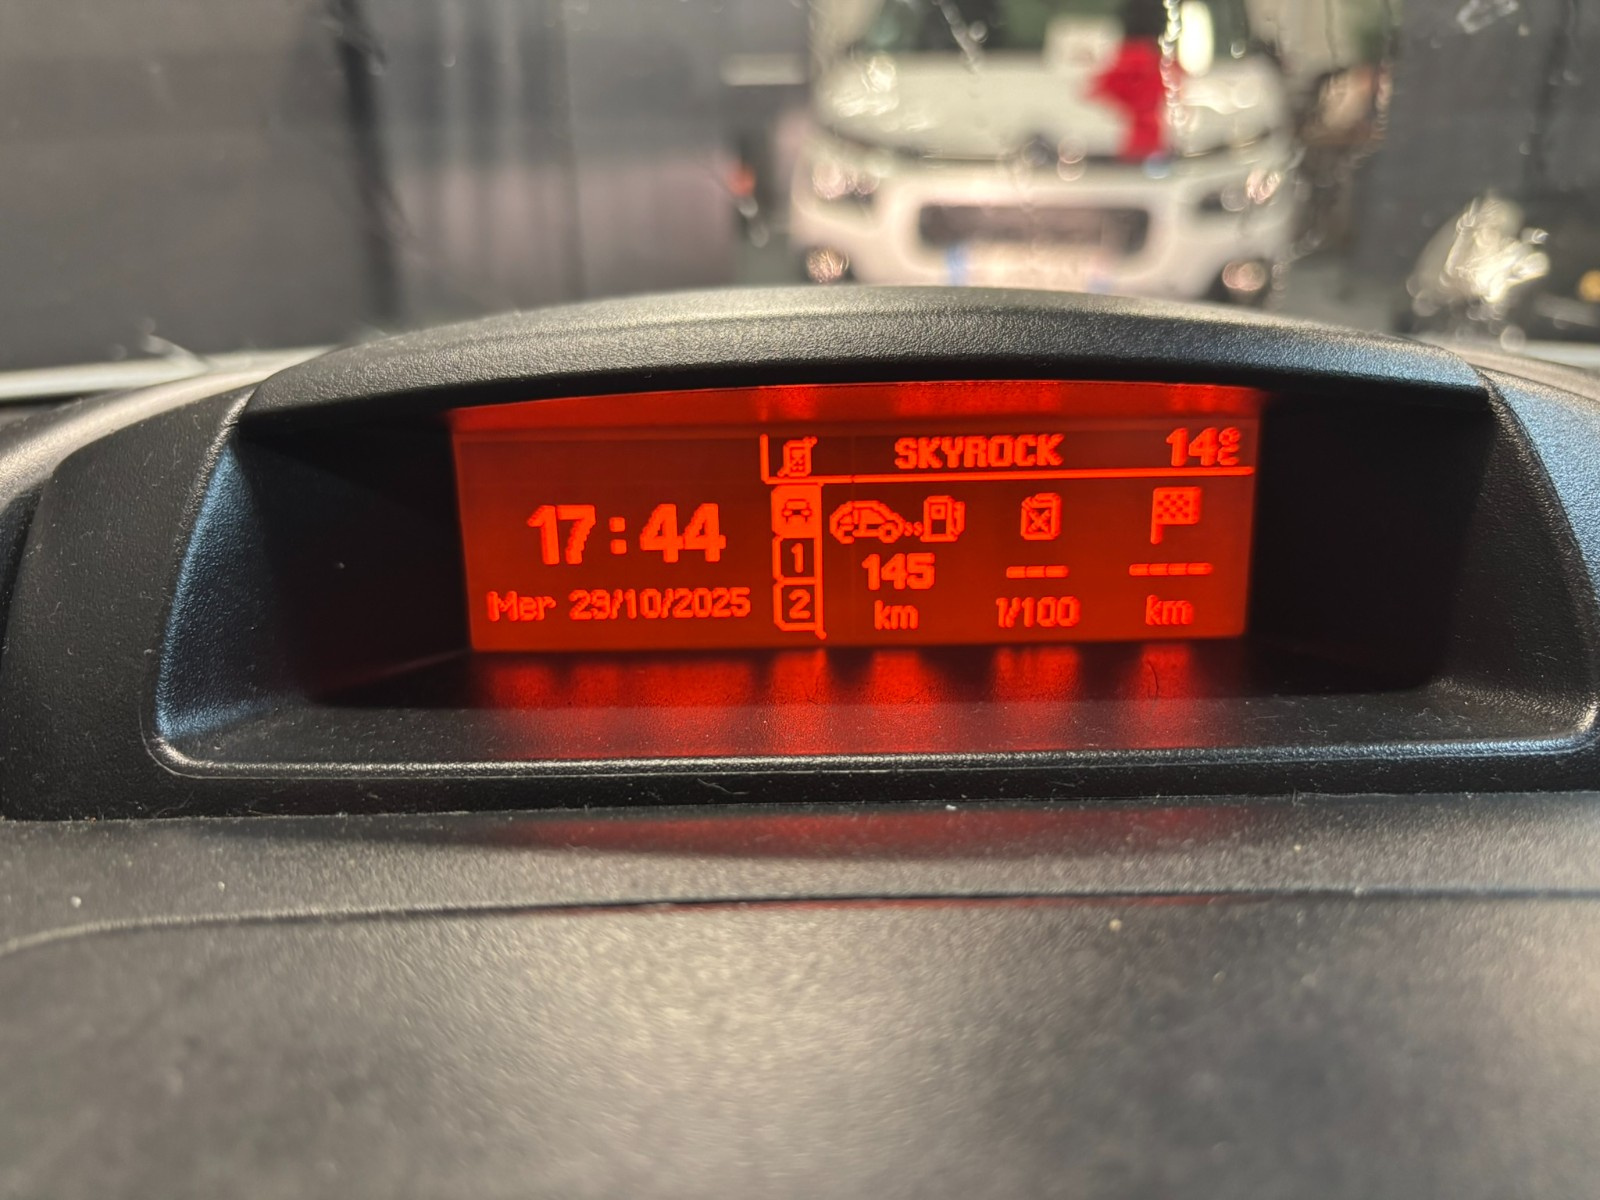 SKYROCK 14°C
17:44
Mer 29/10/2025
1
2
145 --- ----
km l/100 km